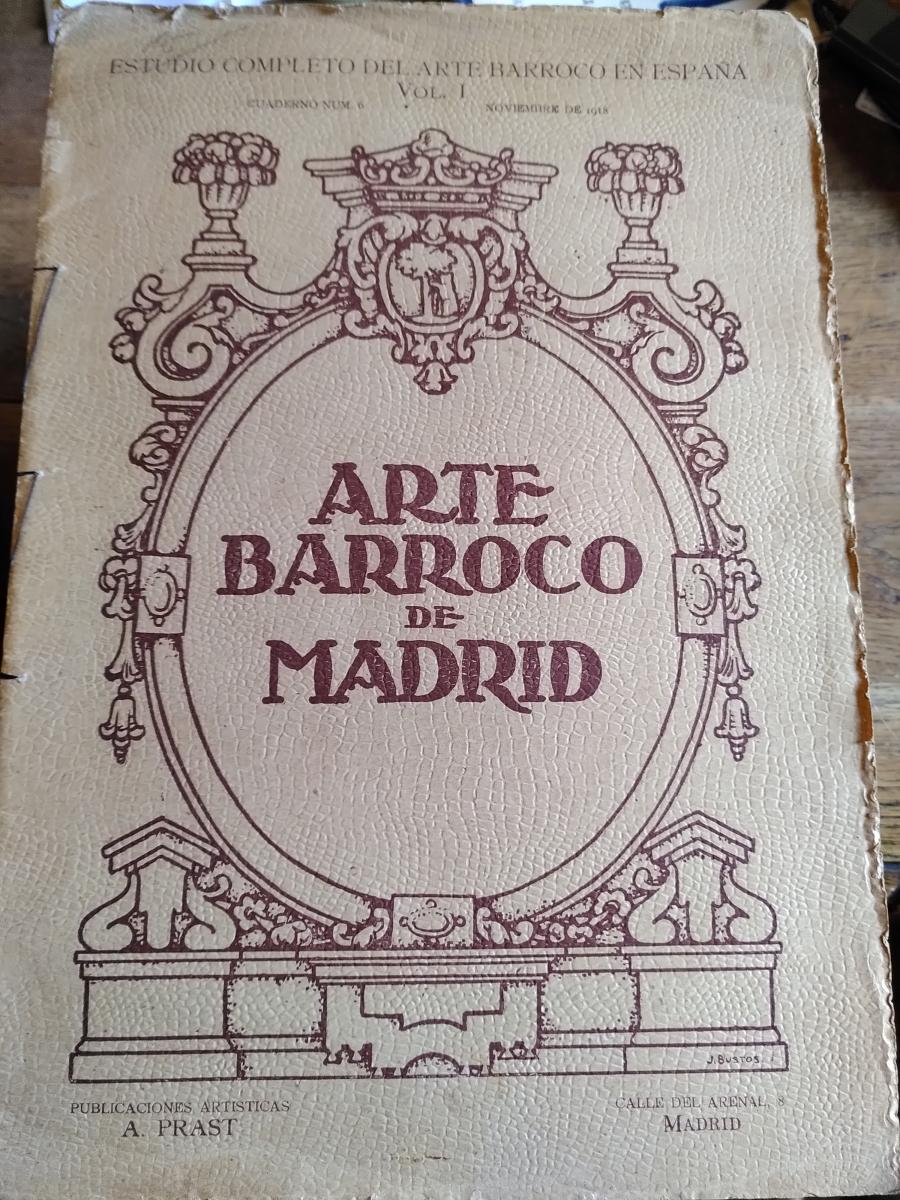 ESTUDIO COMPLETO DEL ARTE BARROCO EN ESPAÑA
VOL. I
CUADERNO NUM. 6 NOVIEMBRE DE 1918
ARTE
BARROCO
DE
MADRID
J. BUSTOS
PUBLICACIONES ARTISTICAS
A. PRAST
CALLE DEL ARENAL, 8
MADRID